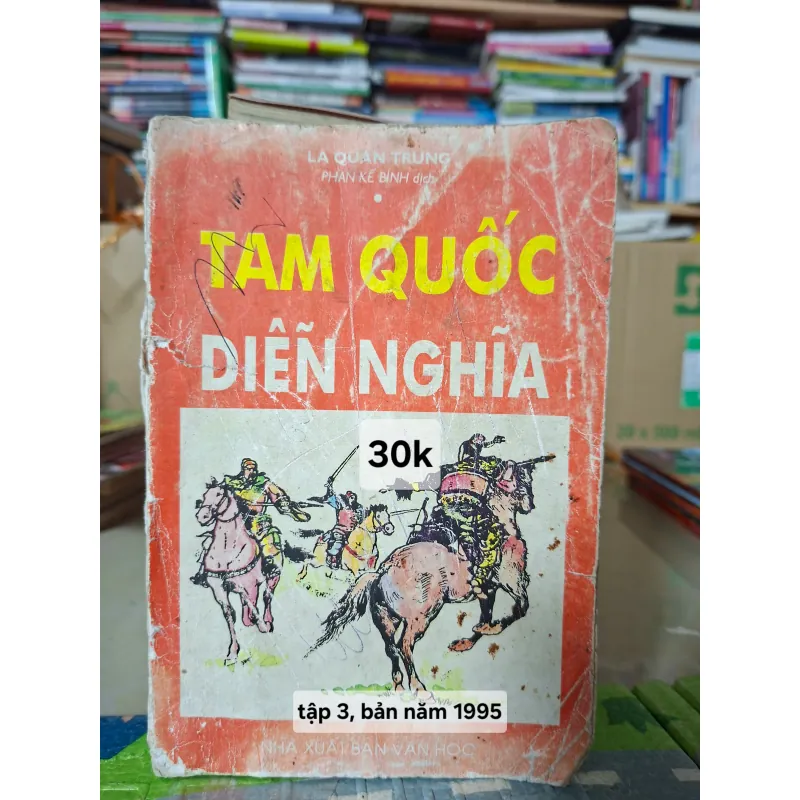 LA QUÁN TRUNG
PHAN KẾ BÍNH dịch
TAM QUỐC
DIỄN NGHĨA
30k
tập 3, bản năm 1995
NHÀ XUẤT BẢN VĂN HỌC